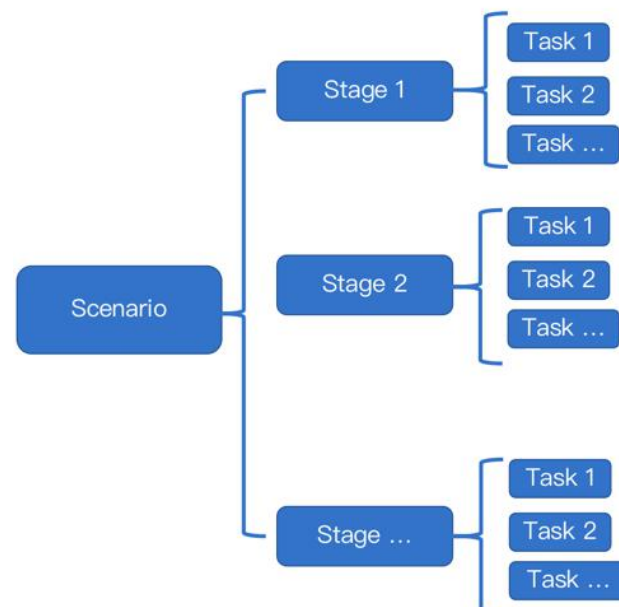 Scenario
Stage 1
Task 1
Task 2
Task ...
Stage 2
Task 1
Task 2
Task ...
Stage ...
Task 1
Task 2
Task ...